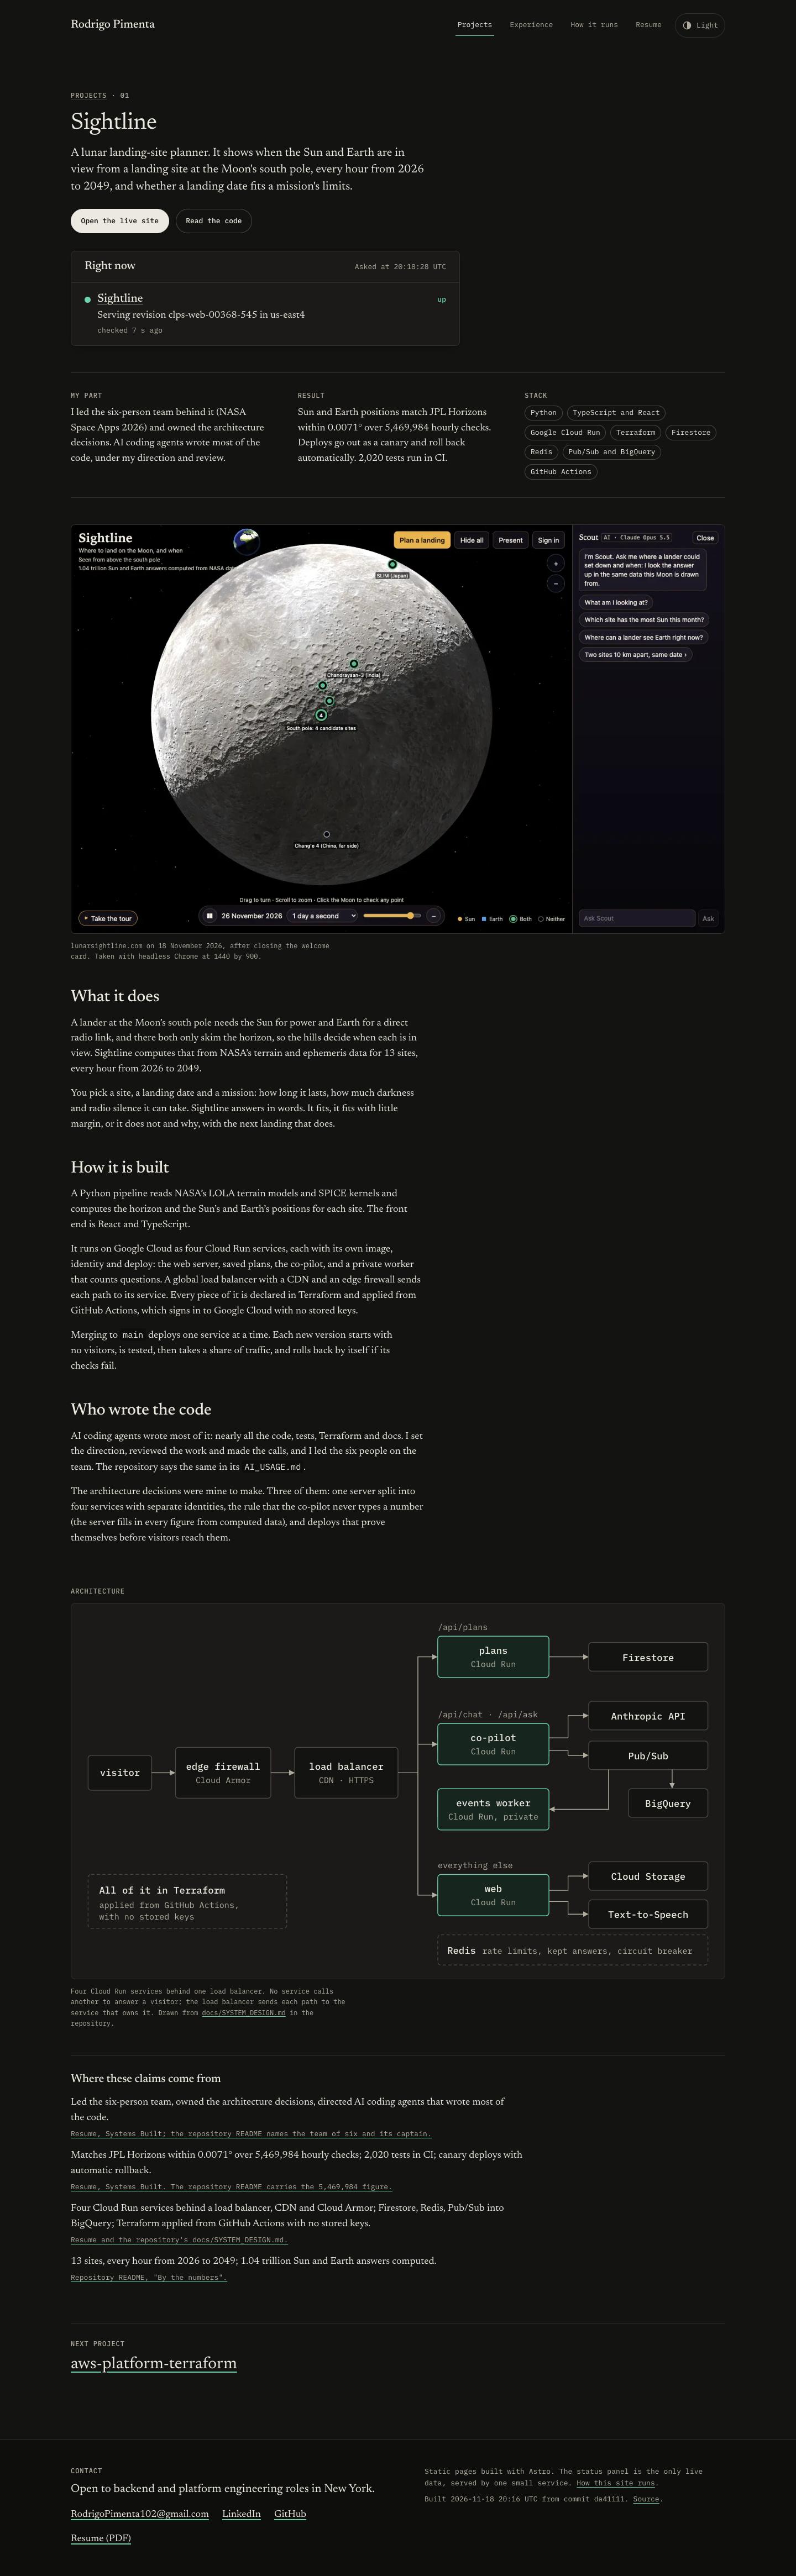 Rodrigo Pimenta
Projects
Experience
How it runs
Resume
Light
PROJECTS · 01
Sightline
A lunar landing-site planner. It shows when the Sun and Earth are in
view from a landing site at the Moon's south pole, every hour from 2026
to 2049, and whether a landing date fits a mission's limits.
Open the live site
Read the code
Right now
Asked at 20:18:28 UTC
Sightline
up
Serving revision clps-web-00368-545 in us-east4
checked 7 s ago
MY PART
I led the six-person team behind it (NASA
Space Apps 2026) and owned the architecture
decisions. AI coding agents wrote most of the
code, under my direction and review.
RESULT
Sun and Earth positions match JPL Horizons
within 0.0071° over 5,469,984 hourly checks.
Deploys go out as a canary and roll back
automatically. 2,020 tests run in CI.
STACK
Python
TypeScript and React
Google Cloud Run
Terraform
Firestore
Redis
Pub/Sub and BigQuery
GitHub Actions
Sightline
Where to land on the Moon, and when
Seen from above the south pole
1.04 trillion Sun and Earth answers computed from NASA dat
Plan a landing
Hide all
Present
Sign in
+
−
SLIM (Japan)
Chandrayaan-3 (India)
South pole: 4 candidate sites
Chang'e 4 (China, far side)
Drag to turn · Scroll to zoom · Click the Moon to check any point
Take the tour
26 November 2026
1 day a second
−
Sun
Earth
Both
Neither
Scout
AI · Claude Opus 5.5
Close
I'm Scout. Ask me where a lander could
set down and when: I look the answer
up in the same data this Moon is drawn
from.
What am I looking at?
Which site has the most Sun this month?
Where can a lander see Earth right now?
Two sites 10 km apart, same date ›
Ask Scout
Ask
lunarsightline.com on 18 November 2026, after closing the welcome
card. Taken with headless Chrome at 1440 by 900.
What it does
A lander at the Moon's south pole needs the Sun for power and Earth for a direct
radio link, and there both only skim the horizon, so the hills decide when each is in
view. Sightline computes that from NASA's terrain and ephemeris data for 13 sites,
every hour from 2026 to 2049.
You pick a site, a landing date and a mission: how long it lasts, how much darkness
and radio silence it can take. Sightline answers in words. It fits, it fits with little
margin, or it does not and why, with the next landing that does.
How it is built
A Python pipeline reads NASA's LOLA terrain models and SPICE kernels and
computes the horizon and the Sun's and Earth's positions for each site. The front
end is React and TypeScript.
It runs on Google Cloud as four Cloud Run services, each with its own image,
identity and deploy: the web server, saved plans, the co-pilot, and a private worker
that counts questions. A global load balancer with a CDN and an edge firewall sends
each path to its service. Every piece of it is declared in Terraform and applied from
GitHub Actions, which signs in to Google Cloud with no stored keys.
Merging to main deploys one service at a time. Each new version starts with
no visitors, is tested, then takes a share of traffic, and rolls back by itself if its
checks fail.
Who wrote the code
AI coding agents wrote most of it: nearly all the code, tests, Terraform and docs. I set
the direction, reviewed the work and made the calls, and I led the six people on the
team. The repository says the same in its AI_USAGE.md.
The architecture decisions were mine to make. Three of them: one server split into
four services with separate identities, the rule that the co-pilot never types a number
(the server fills in every figure from computed data), and deploys that prove
themselves before visitors reach them.
ARCHITECTURE
visitor
edge firewall
Cloud Armor
load balancer
CDN · HTTPS
/api/plans
plans
Cloud Run
Firestore
/api/chat · /api/ask
co-pilot
Cloud Run
Anthropic API
Pub/Sub
events worker
Cloud Run, private
BigQuery
everything else
web
Cloud Run
Cloud Storage
Text-to-Speech
All of it in Terraform
applied from GitHub Actions,
with no stored keys
Redis rate limits, kept answers, circuit breaker
Four Cloud Run services behind one load balancer. No service calls
another to answer a visitor; the load balancer sends each path to the
service that owns it. Drawn from docs/SYSTEM_DESIGN.md in the
repository.
Where these claims come from
Led the six-person team, owned the architecture decisions, directed AI coding agents that wrote most of
the code.
Resume, Systems Built; the repository README names the team of six and its captain.
Matches JPL Horizons within 0.0071° over 5,469,984 hourly checks; 2,020 tests in CI; canary deploys with
automatic rollback.
Resume, Systems Built. The repository README carries the 5,469,984 figure.
Four Cloud Run services behind a load balancer, CDN and Cloud Armor; Firestore, Redis, Pub/Sub into
BigQuery; Terraform applied from GitHub Actions with no stored keys.
Resume and the repository's docs/SYSTEM_DESIGN.md.
13 sites, every hour from 2026 to 2049; 1.04 trillion Sun and Earth answers computed.
Repository README, "By the numbers".
NEXT PROJECT
aws-platform-terraform
CONTACT
Open to backend and platform engineering roles in New York.
RodrigoPimenta102@gmail.com
LinkedIn
GitHub
Resume (PDF)
Static pages built with Astro. The status panel is the only live
data, served by one small service. How this site runs.
Built 2026-11-18 20:16 UTC from commit da41111. Source.